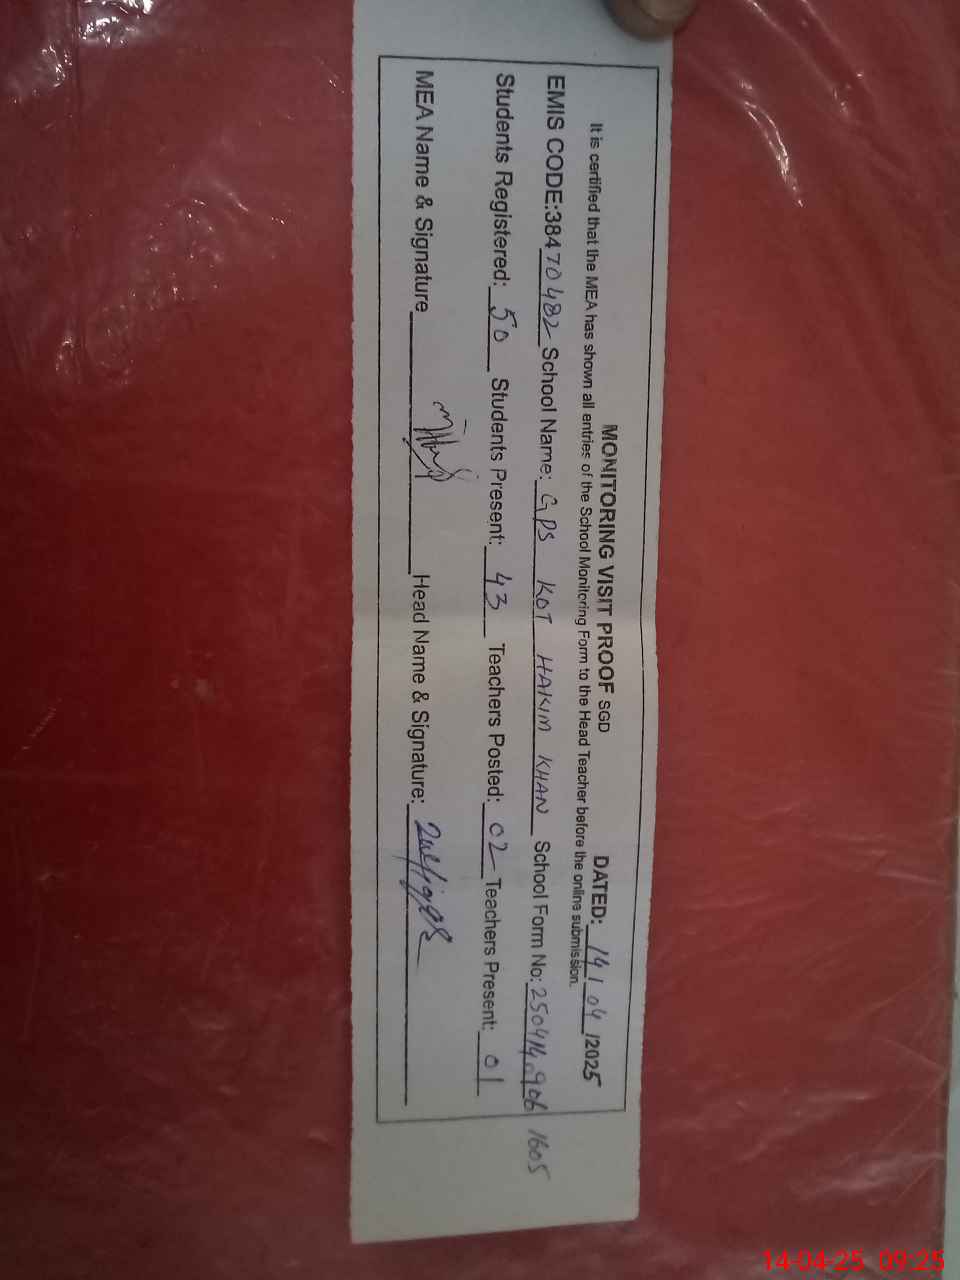 MONITORING VISIT PROOF SGD DATED: 14/04/2025
It is certified that the MEA has shown all entries of the School Monitoring Form to the Head Teacher before the online submission.
EMIS CODE:38470482 School Name: GPS KOT HAKIM KHAN School Form No: 25041409061605
Students Registered: 50 Students Present: 43 Teachers Posted: 02 Teachers Present: 01
MEA Name & Signature Head Name & Signature: Zulfiqar
14-04-25 09:25